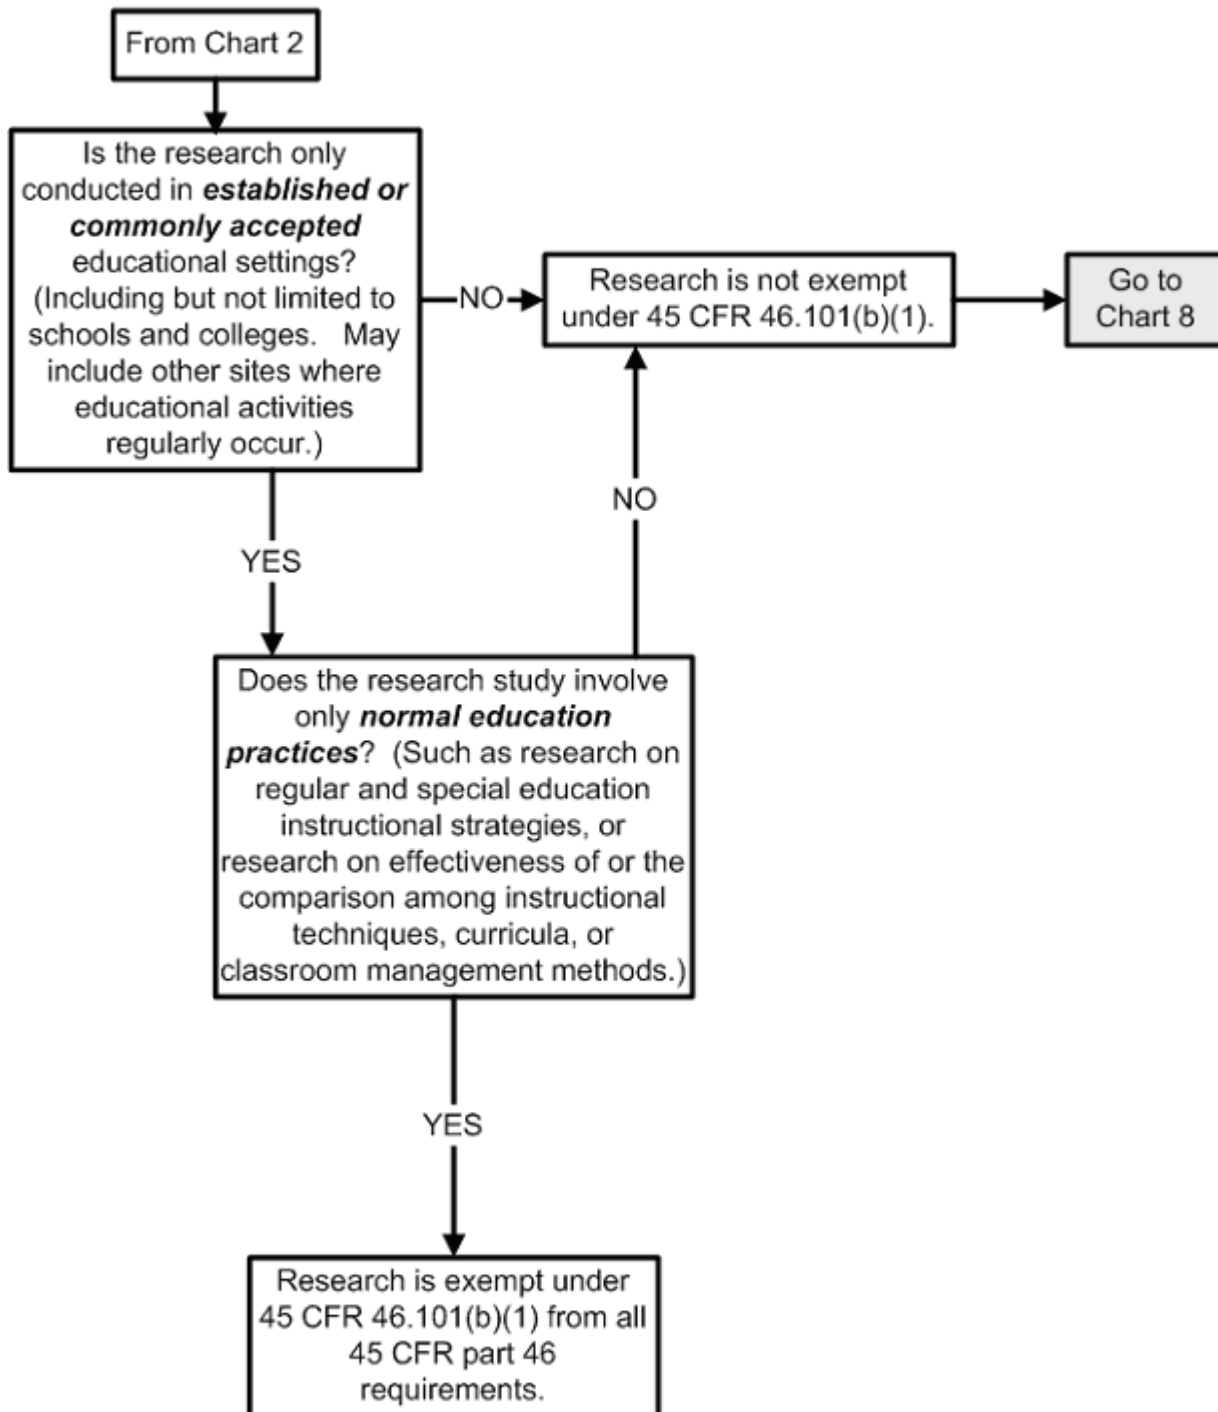 From Chart 2
Is the research only
conducted in established or
commonly accepted
educational settings?
(Including but not limited to
schools and colleges. May
include other sites where
educational activities
regularly occur.)
NO
Research is not exempt
under 45 CFR 46.101(b)(1).
Go to
Chart 8
NO
YES
Does the research study involve
only normal education
practices? (Such as research on
regular and special education
instructional strategies, or
research on effectiveness of or the
comparison among instructional
techniques, curricula, or
classroom management methods.)
YES
Research is exempt under
45 CFR 46.101(b)(1) from all
45 CFR part 46
requirements.